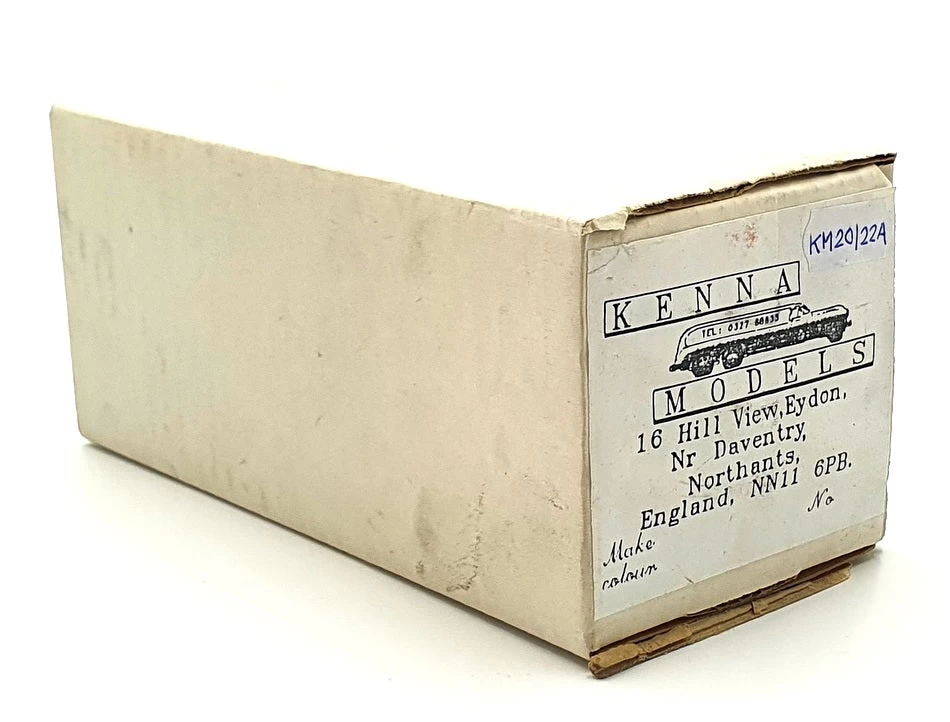 KM20/22A
KENNA
TEL: 0327 60835
MODELS
16 Hill View,Eydon,
Nr Daventry,
Northants,
England, NN11 6PB.
No
Make
colour